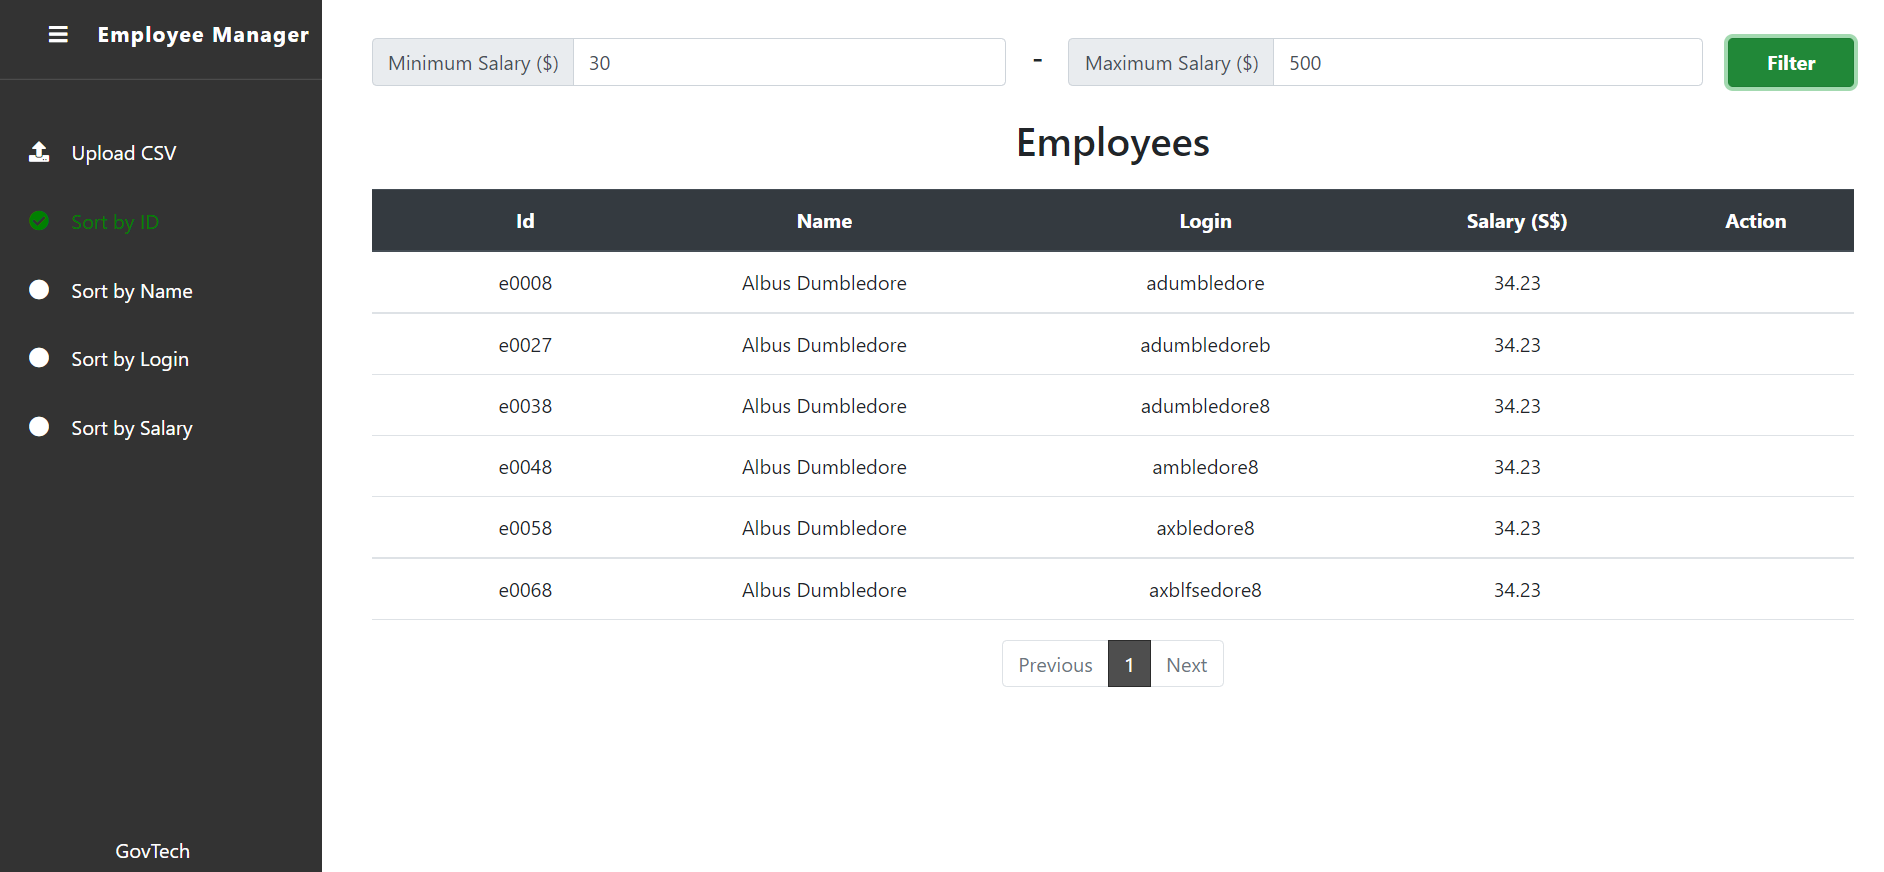 Employee Manager
Upload CSV
Sort by ID
Sort by Name
Sort by Login
Sort by Salary
GovTech
Minimum Salary ($) 30 - Maximum Salary ($) 500 Filter
Employees
Id Name Login Salary (S$) Action
e0008 Albus Dumbledore adumbledore 34.23
e0027 Albus Dumbledore adumbledoreb 34.23
e0038 Albus Dumbledore adumbledore8 34.23
e0048 Albus Dumbledore ambledore8 34.23
e0058 Albus Dumbledore axbledore8 34.23
e0068 Albus Dumbledore axblfsedore8 34.23
Previous 1 Next